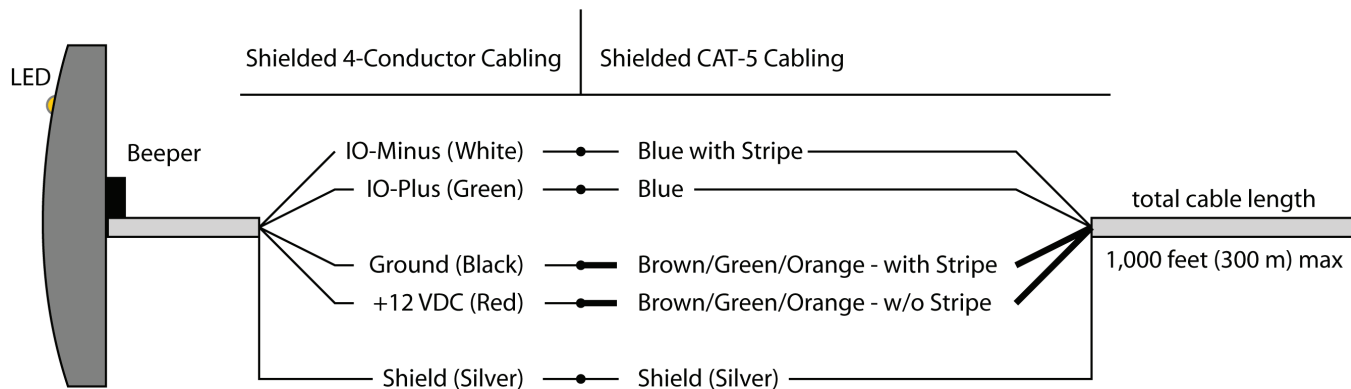 Shielded 4-Conductor Cabling
Shielded CAT-5 Cabling
LED
Beeper
IO-Minus (White)
Blue with Stripe
IO-Plus (Green)
Blue
total cable length
Ground (Black)
Brown/Green/Orange - with Stripe
1,000 feet (300 m) max
+12 VDC (Red)
Brown/Green/Orange - w/o Stripe
Shield (Silver)
Shield (Silver)